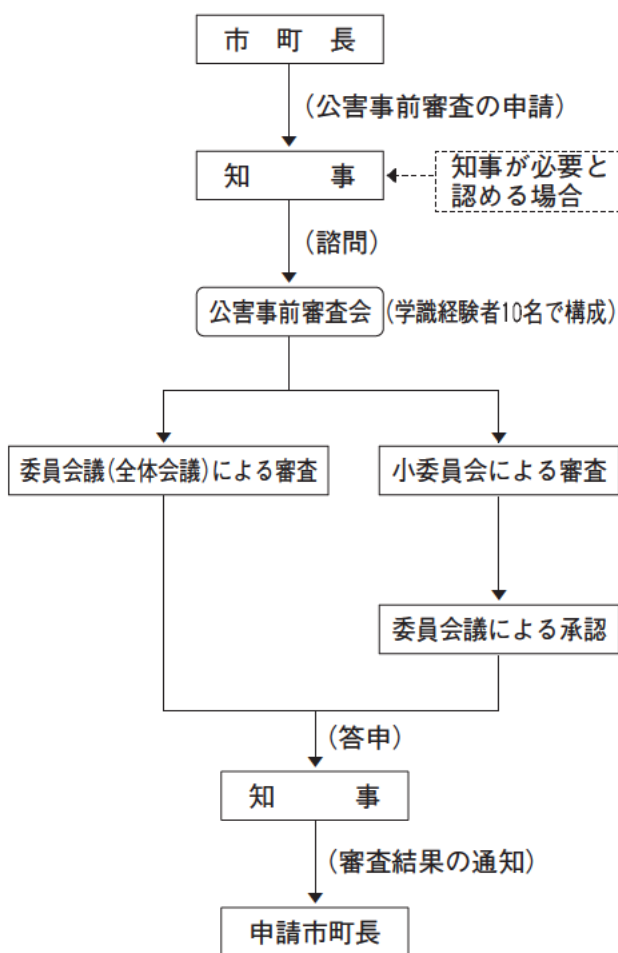 市町長
(公害事前審査の申請)
知事
知事が必要と
認める場合
(諮問)
公害事前審査会(学識経験者10名で構成)
委員会議(全体会議)による審査
小委員会による審査
委員会議による承認
(答申)
知事
(審査結果の通知)
申請市町長